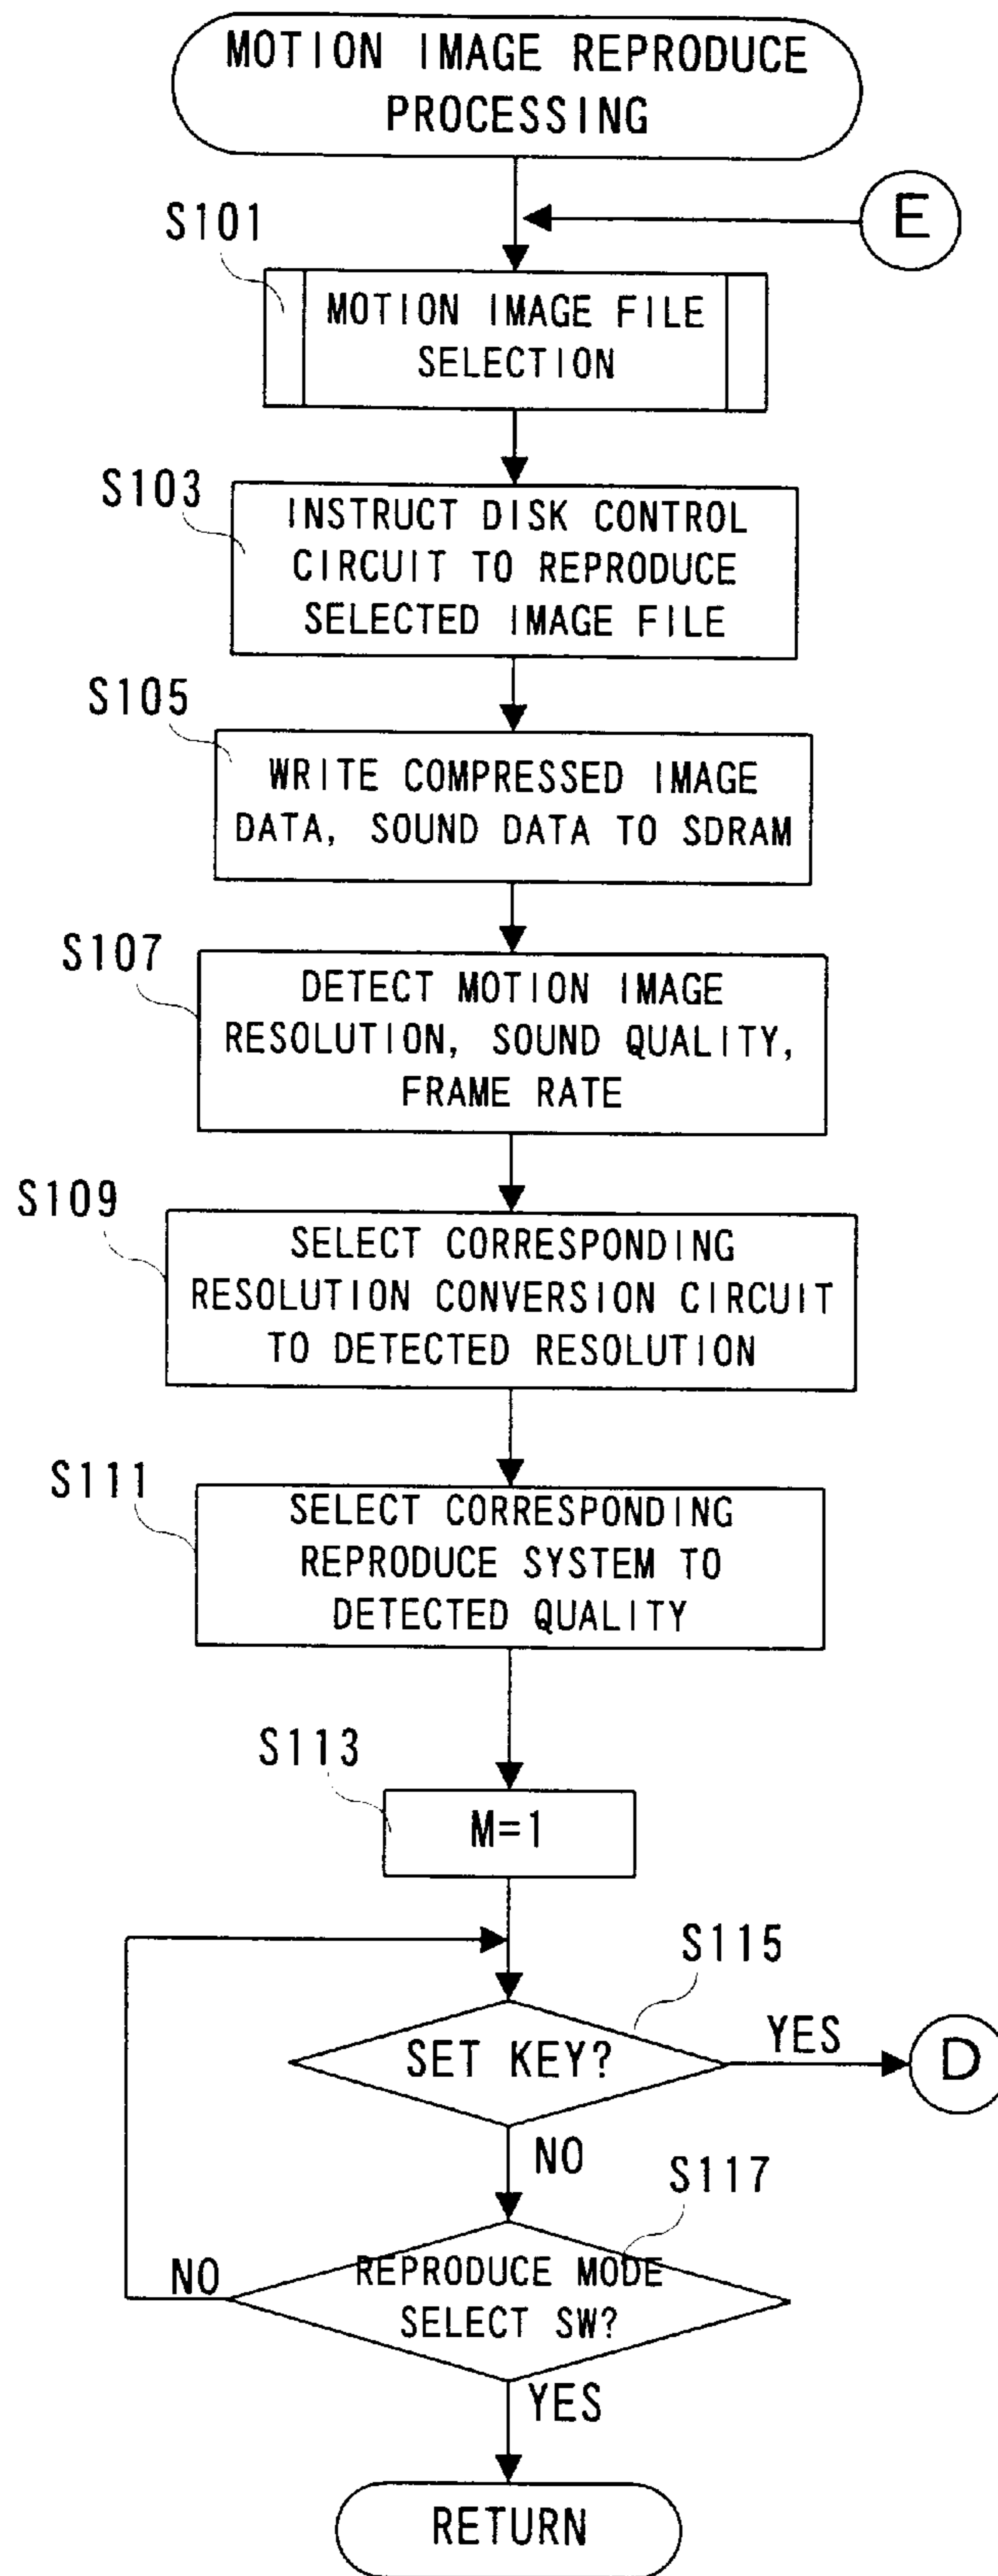 MOTION IMAGE REPRODUCE
PROCESSING
E
S101
MOTION IMAGE FILE
SELECTION
S103
INSTRUCT DISK CONTROL
CIRCUIT TO REPRODUCE
SELECTED IMAGE FILE
S105
WRITE COMPRESSED IMAGE
DATA, SOUND DATA TO SDRAM
S107
DETECT MOTION IMAGE
RESOLUTION, SOUND QUALITY,
FRAME RATE
S109
SELECT CORRESPONDING
RESOLUTION CONVERSION CIRCUIT
TO DETECTED RESOLUTION
S111
SELECT CORRESPONDING
REPRODUCE SYSTEM TO
DETECTED QUALITY
S113
M=1
S115
SET KEY?
YES
D
NO
S117
REPRODUCE MODE
SELECT SW?
NO
YES
RETURN